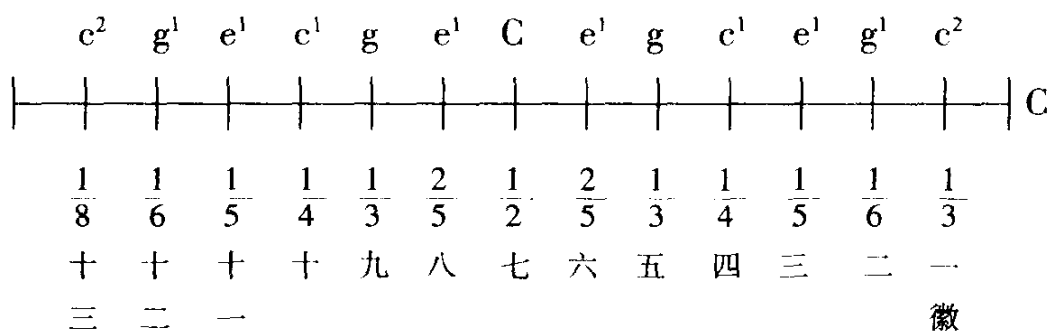 c² g¹ e¹ c¹ g e¹ C e¹ g c¹ e¹ g¹ c²
C
1/8 1/6 1/5 1/4 1/3 2/5 1/2 2/5 1/3 1/4 1/5 1/6 1/3
十三 十二 十一 十 九 八 七 六 五 四 三 二 一徽